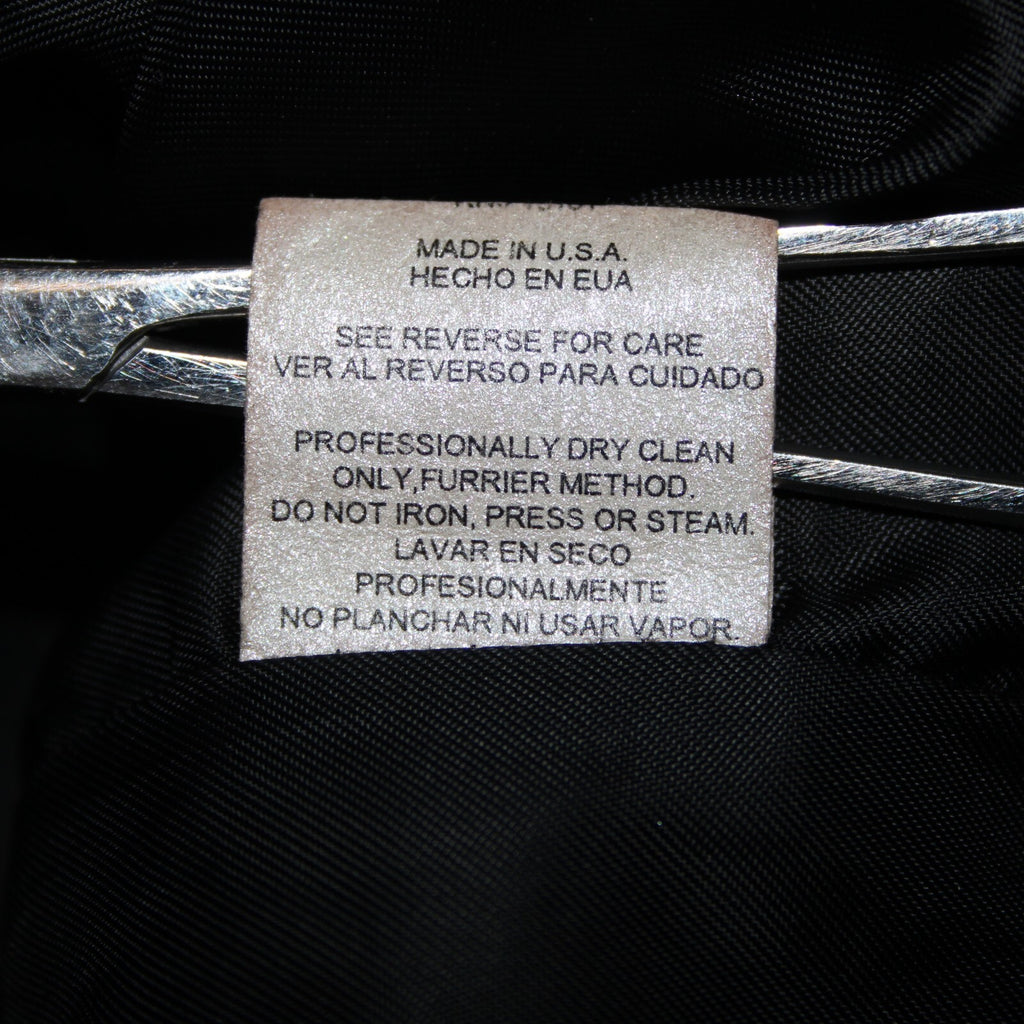 MADE IN U.S.A.
HECHO EN EUA
SEE REVERSE FOR CARE
VER AL REVERSO PARA CUIDADO
PROFESSIONALLY DRY CLEAN
ONLY,FURRIER METHOD.
DO NOT IRON, PRESS OR STEAM.
LAVAR EN SECO
PROFESIONALMENTE
NO PLANCHAR NI USAR VAPOR.